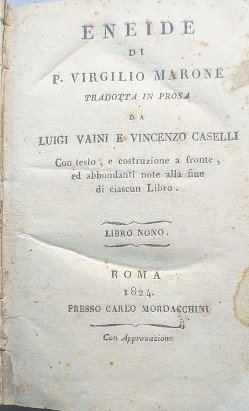 ENEIDE
DI
P. VIRGILIO MARONE
TRADOTTA IN PROSA
DA
LUIGI VAINI E VINCENZO CASELLI
Con testo, e costruzione a fronte,
ed abbondanti note alla fine
di ciascun Libro.
LIBRO NONO.
ROMA
1824.
PRESSO CARLO MORDACCHINI
Con Approvazione